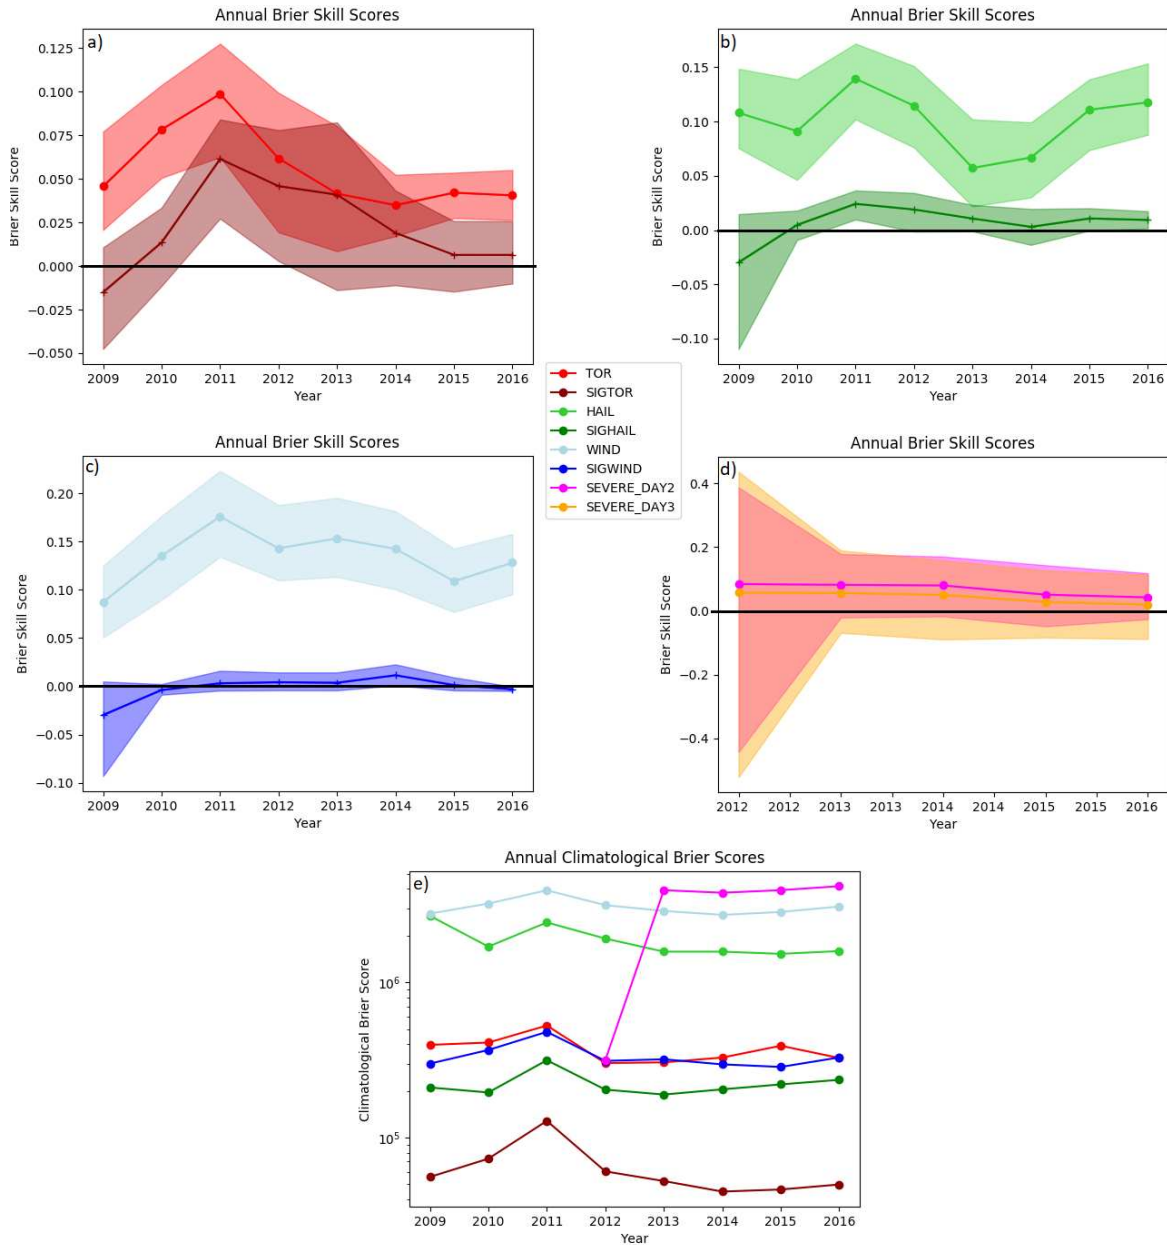 Annual Brier Skill Scores
a)
0.125
0.100
0.075
0.050
0.025
0.000
−0.025
−0.050
Brier Skill Score
2009 2010 2011 2012 2013 2014 2015 2016
Year
Annual Brier Skill Scores
b)
0.15
0.10
0.05
0.00
−0.05
−0.10
Brier Skill Score
2009 2010 2011 2012 2013 2014 2015 2016
Year
TOR
SIGTOR
HAIL
SIGHAIL
WIND
SIGWIND
SEVERE_DAY2
SEVERE_DAY3
Annual Brier Skill Scores
c)
0.20
0.15
0.10
0.05
0.00
−0.05
−0.10
Brier Skill Score
2009 2010 2011 2012 2013 2014 2015 2016
Year
Annual Brier Skill Scores
d)
0.4
0.2
0.0
−0.2
−0.4
Brier Skill Score
2012 2012 2013 2013 2014 2014 2015 2016 2016
Year
Annual Climatological Brier Scores
e)
10⁶
10⁵
Climatological Brier Score
2009 2010 2011 2012 2013 2014 2015 2016
Year